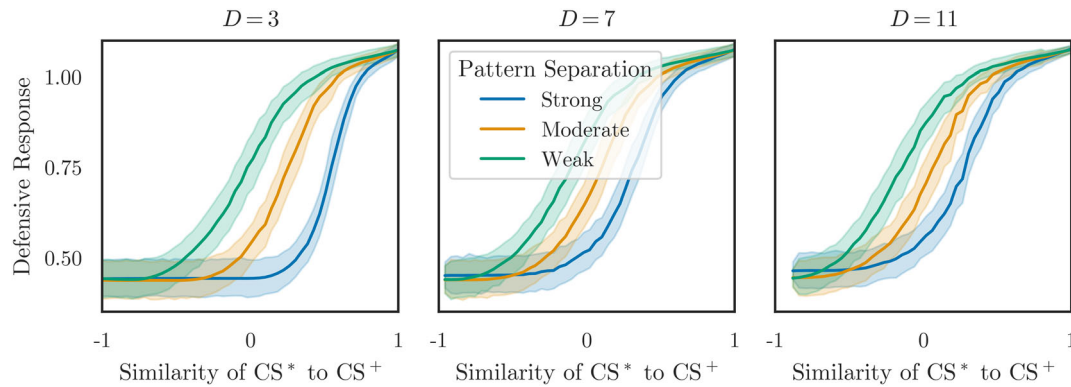 D = 3
D = 7
D = 11
Defensive Response
1.00
0.75
0.50
Pattern Separation
Strong
Moderate
Weak
-1
0
1
-1
0
1
-1
0
1
Similarity of CS* to CS+
Similarity of CS* to CS+
Similarity of CS* to CS+